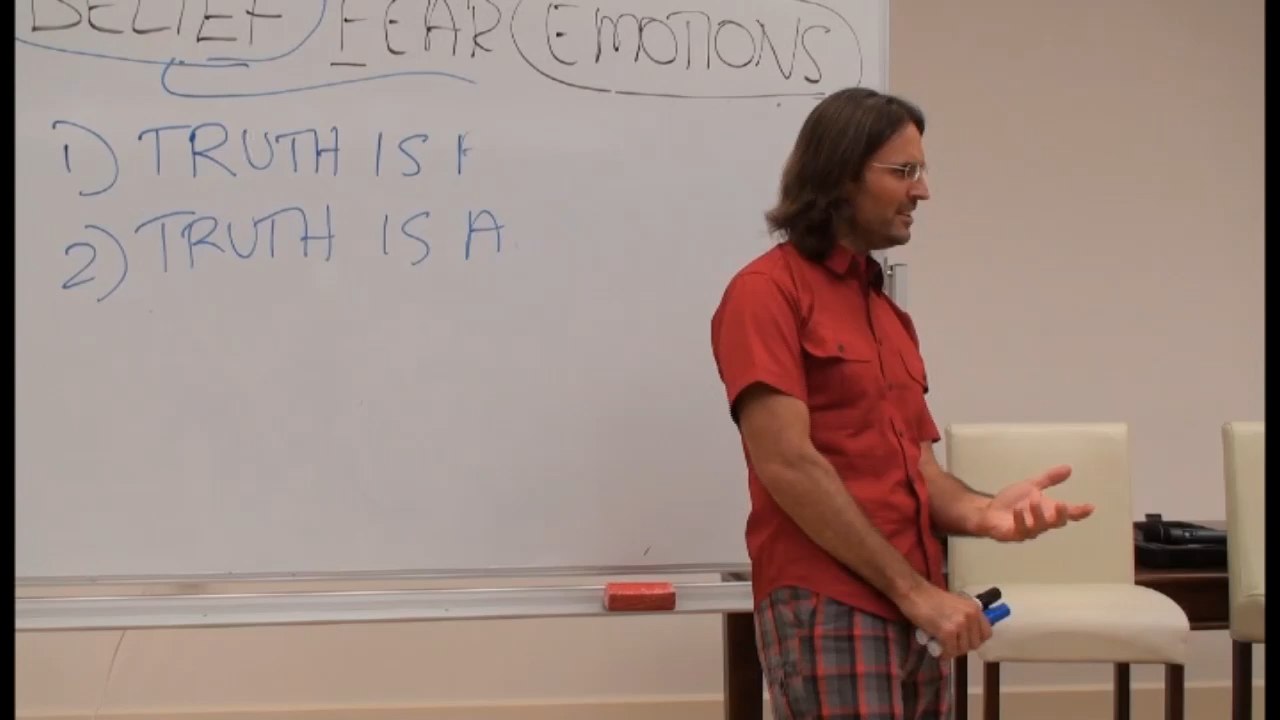 BELIEF FEAR EMOTIONS
1) TRUTH IS
2) TRUTH IS A